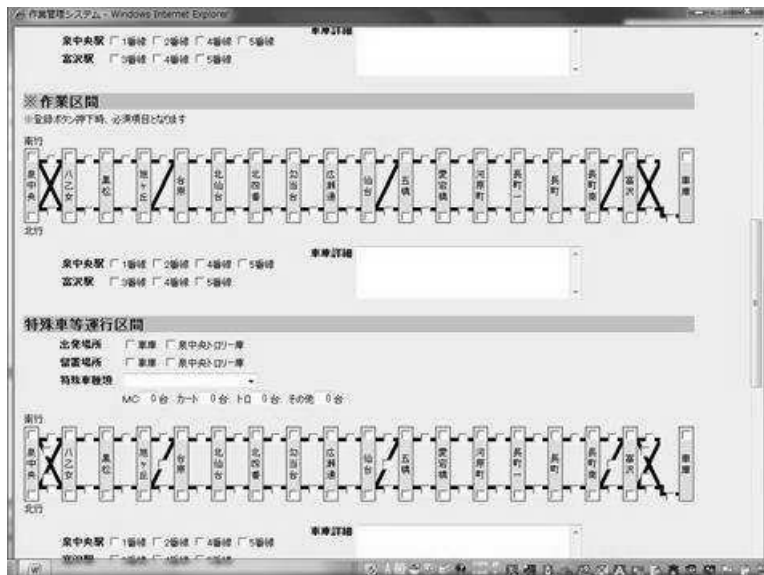 作業管理システム - Windows Internet Explorer
泉中央駅 1番線 2番線 4番線 5番線 車庫詳細
富沢駅 3番線 4番線 5番線
※作業区間
※登録ボタン押下時、必須項目となります
南行
泉中央 八乙女 黒松 旭ヶ丘 台原 北仙台 北四番 勾当台 広瀬通 仙台 五橋 愛宕橋 河原町 長町一 長町 長町南 富沢 車庫
北行
泉中央駅 1番線 2番線 4番線 5番線 車庫詳細
富沢駅 3番線 4番線 5番線
特殊車等運行区間
出発場所 車庫 泉中央トロリー庫
留置場所 車庫 泉中央トロリー庫
特殊車種類
MC 0台 カート 0台 トロ 0台 その他 0台
南行
泉中央 八乙女 黒松 旭ヶ丘 台原 北仙台 北四番 勾当台 広瀬通 仙台 五橋 愛宕橋 河原町 長町一 長町 長町南 富沢 車庫
北行
泉中央駅 1番線 2番線 4番線 5番線 車庫詳細
富沢駅 3番線 4番線 5番線